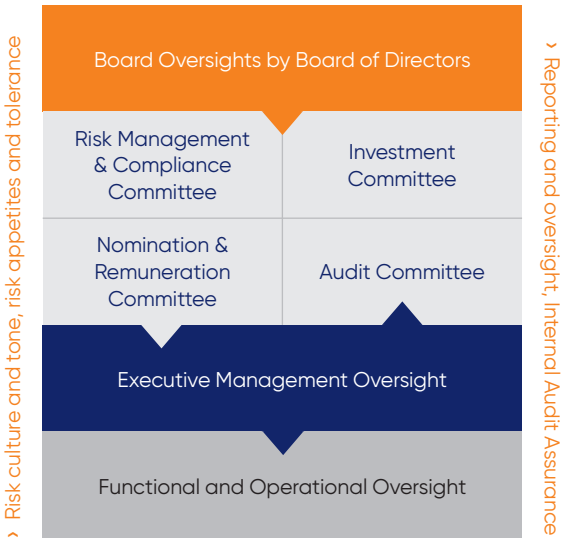 Board Oversights by Board of Directors
Risk Management
& Compliance
Committee
Investment
Committee
Nomination &
Remuneration
Committee
Audit Committee
Executive Management Oversight
Functional and Operational Oversight
› Risk culture and tone, risk appetites and tolerance
› Reporting and oversight, Internal Audit Assurance